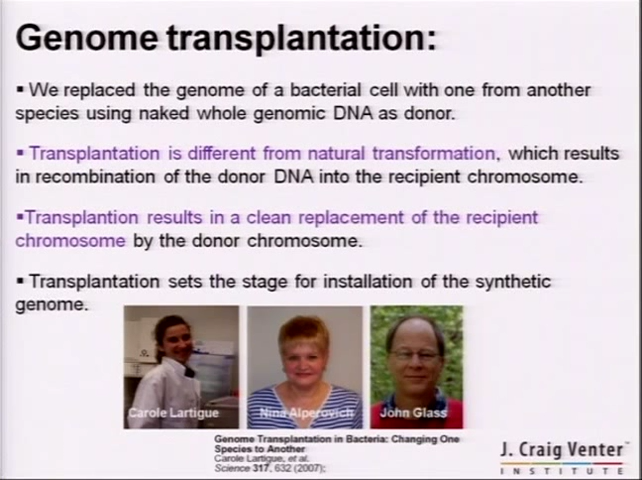 Genome transplantation:
▪ We replaced the genome of a bacterial cell with one from another
species using naked whole genomic DNA as donor.
▪ Transplantation is different from natural transformation, which results
in recombination of the donor DNA into the recipient chromosome.
▪Transplantion results in a clean replacement of the recipient
chromosome by the donor chromosome.
▪ Transplantation sets the stage for installation of the synthetic
genome.
Carole Lartigue
Nina Alperovich
John Glass
Genome Transplantation in Bacteria: Changing One
Species to Another
Carole Lartigue, et al.
Science 317, 632 (2007);
J. Craig Venter™
INSTITUTE